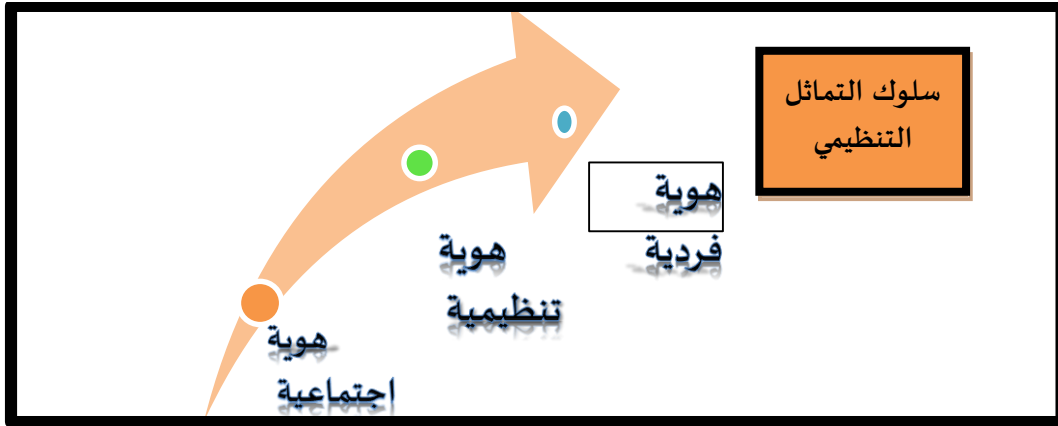 سلوك التماثل
التنظيمي
هوية
فردية
هوية
تنظيمية
هوية
اجتماعية